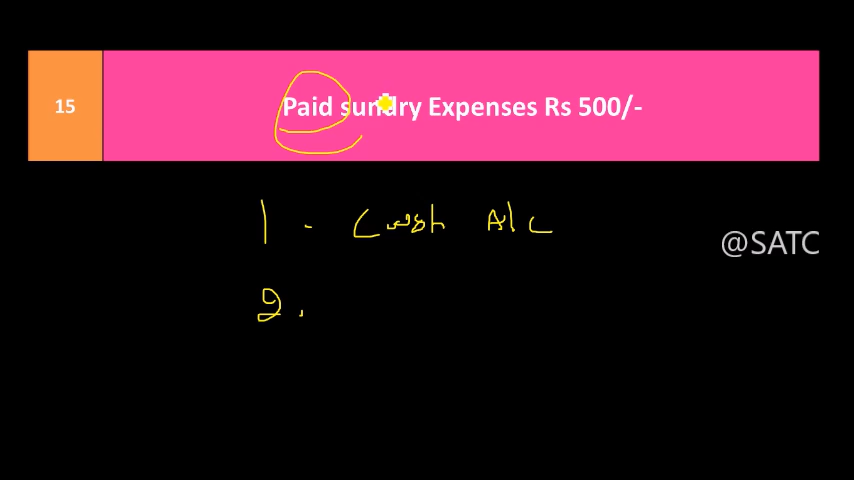 15
Paid sundry Expenses Rs 500/-
1 - Cash A/c
@SATC
2.